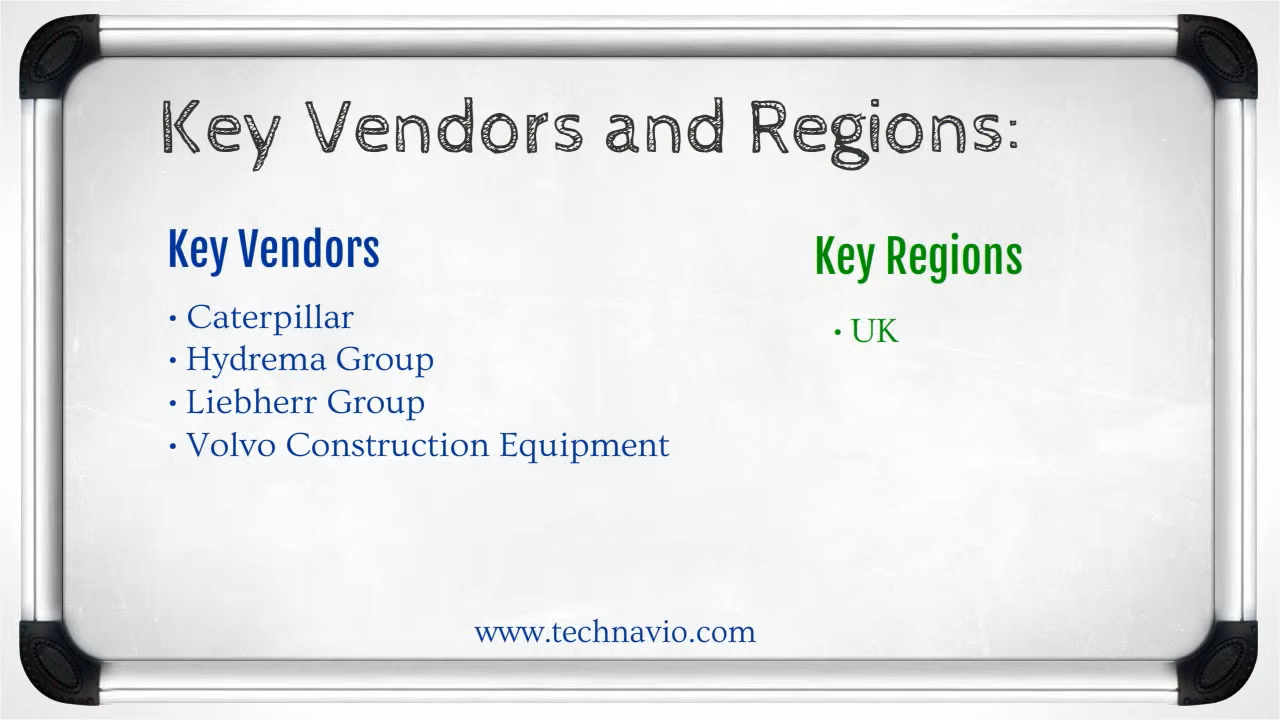 Key Vendors and Regions:
Key Vendors
• Caterpillar
• Hydrema Group
• Liebherr Group
• Volvo Construction Equipment
Key Regions
• UK
www.technavio.com